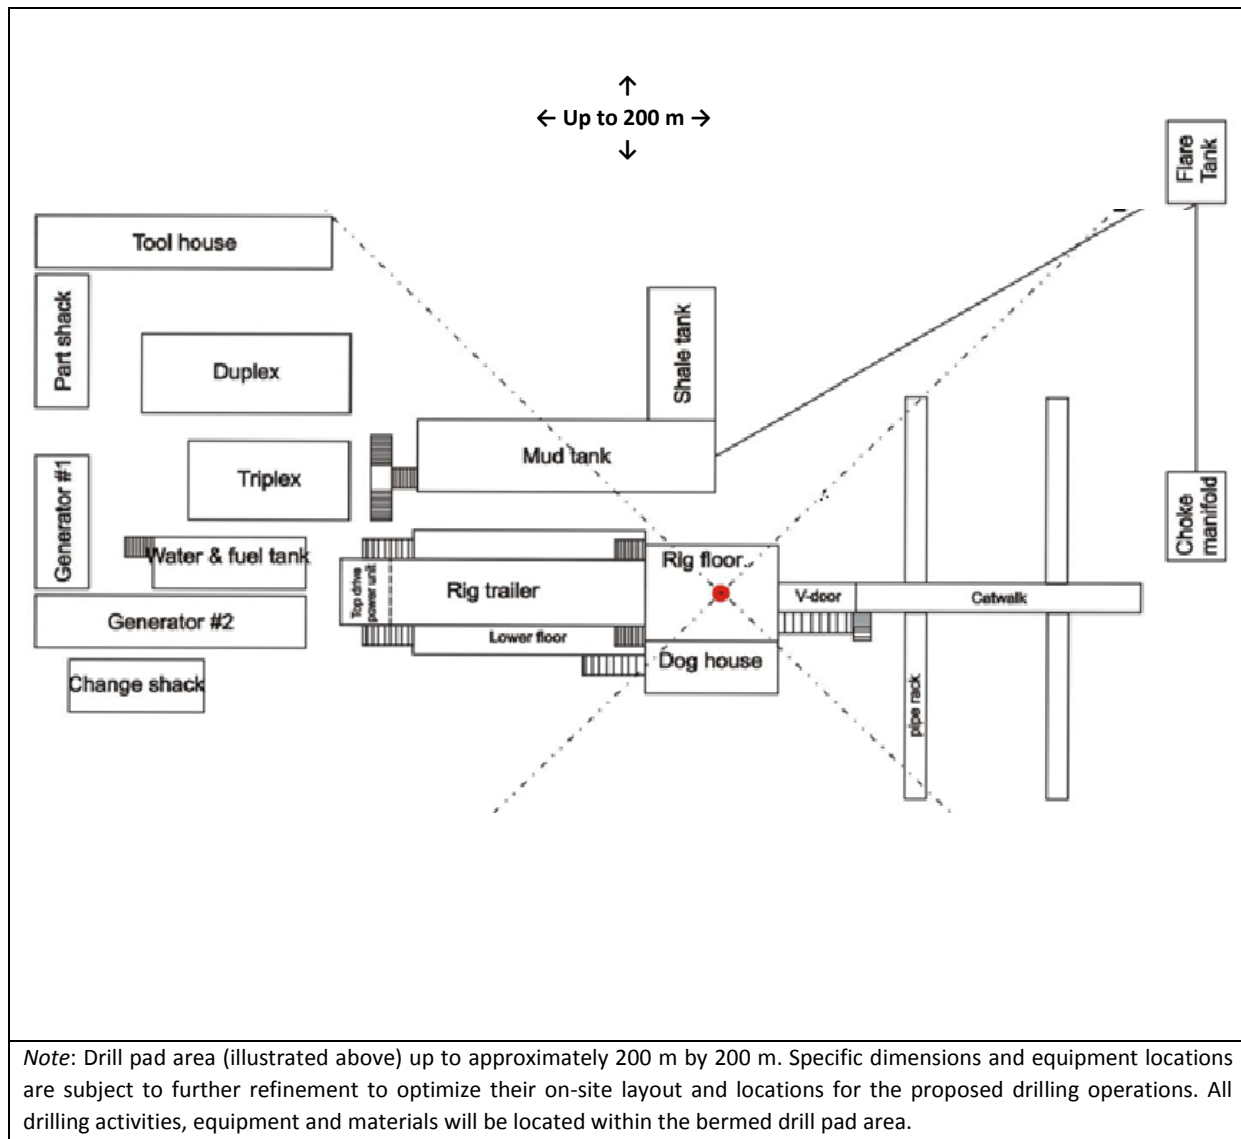 ↑
← Up to 200 m →
↓
Flare
Tank
Tool house
Part shack
Duplex
Shale tank
Mud tank
Generator #1
Triplex
Choke
manifold
Water & fuel tank
Rig floor
Top drive
power unit
Rig trailer
V-door
Catwalk
Generator #2
Lower floor
Dog house
Change shack
pipe rack
Note: Drill pad area (illustrated above) up to approximately 200 m by 200 m. Specific dimensions and equipment locations
are subject to further refinement to optimize their on-site layout and locations for the proposed drilling operations. All
drilling activities, equipment and materials will be located within the bermed drill pad area.